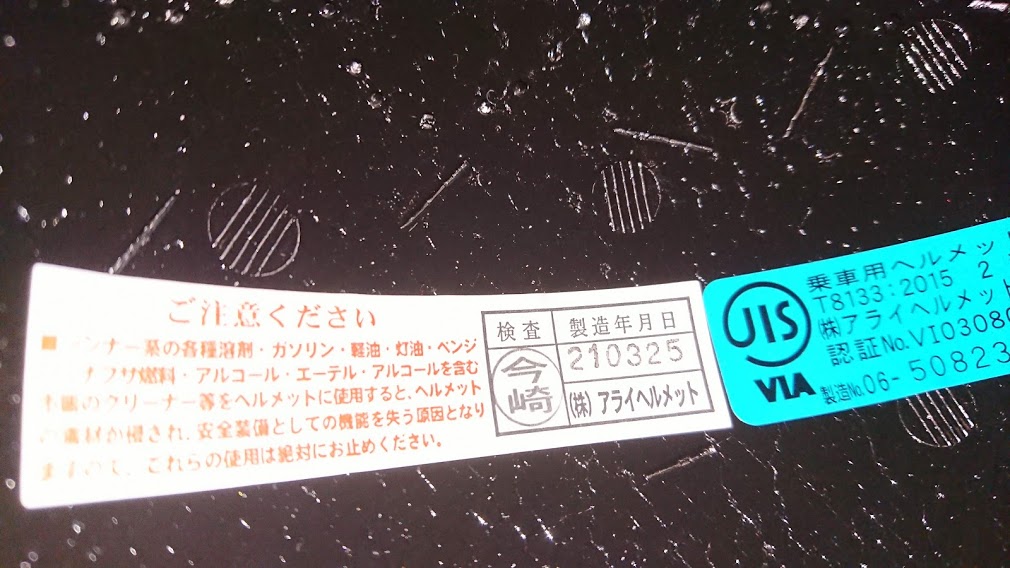 ご注意ください
ンナー系の各種溶剤・ガソリン・軽油・灯油・ベンジ
ナフサ燃料・アルコール・エーテル・アルコールを含む
のクリーナー等をヘルメットに使用すると、ヘルメット
素材が侵され、安全装備としての機能を失う原因となり
ますので、これらの使用は絶対にお止めください。
検査
製造年月日
今崎
210325
(株) アライヘルメット
JIS
VIA
乗車用ヘルメッ
T8133:2015 2
(株)アライヘルメット
認証No.VI0308
製造No.06-50823